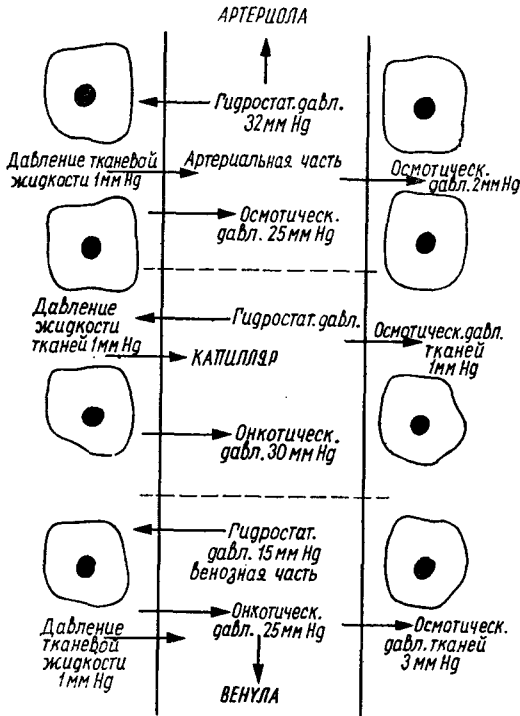 АРТЕРИОЛА
Гидростат. давл.
32 мм Hg
Давление тканевой
жидкости 1мм Hg
Артериальная часть
Осмотическ.
давл. 2мм Hg
Осмотическ.
давл. 25мм Hg
Давление
жидкости
тканей 1мм Hg
Гидростат. давл.
КАПИЛЛЯР
Осмотическ. давл.
тканей
1мм Hg
Онкотическ.
давл. 30 мм Hg
Гидростат.
давл. 15 мм Hg
венозная часть
Давление
тканевой
жидкости
1мм Hg
Онкотическ.
давл. 25мм Hg
Осмотическ.
давл. тканей
3 мм Hg
ВЕНУЛА